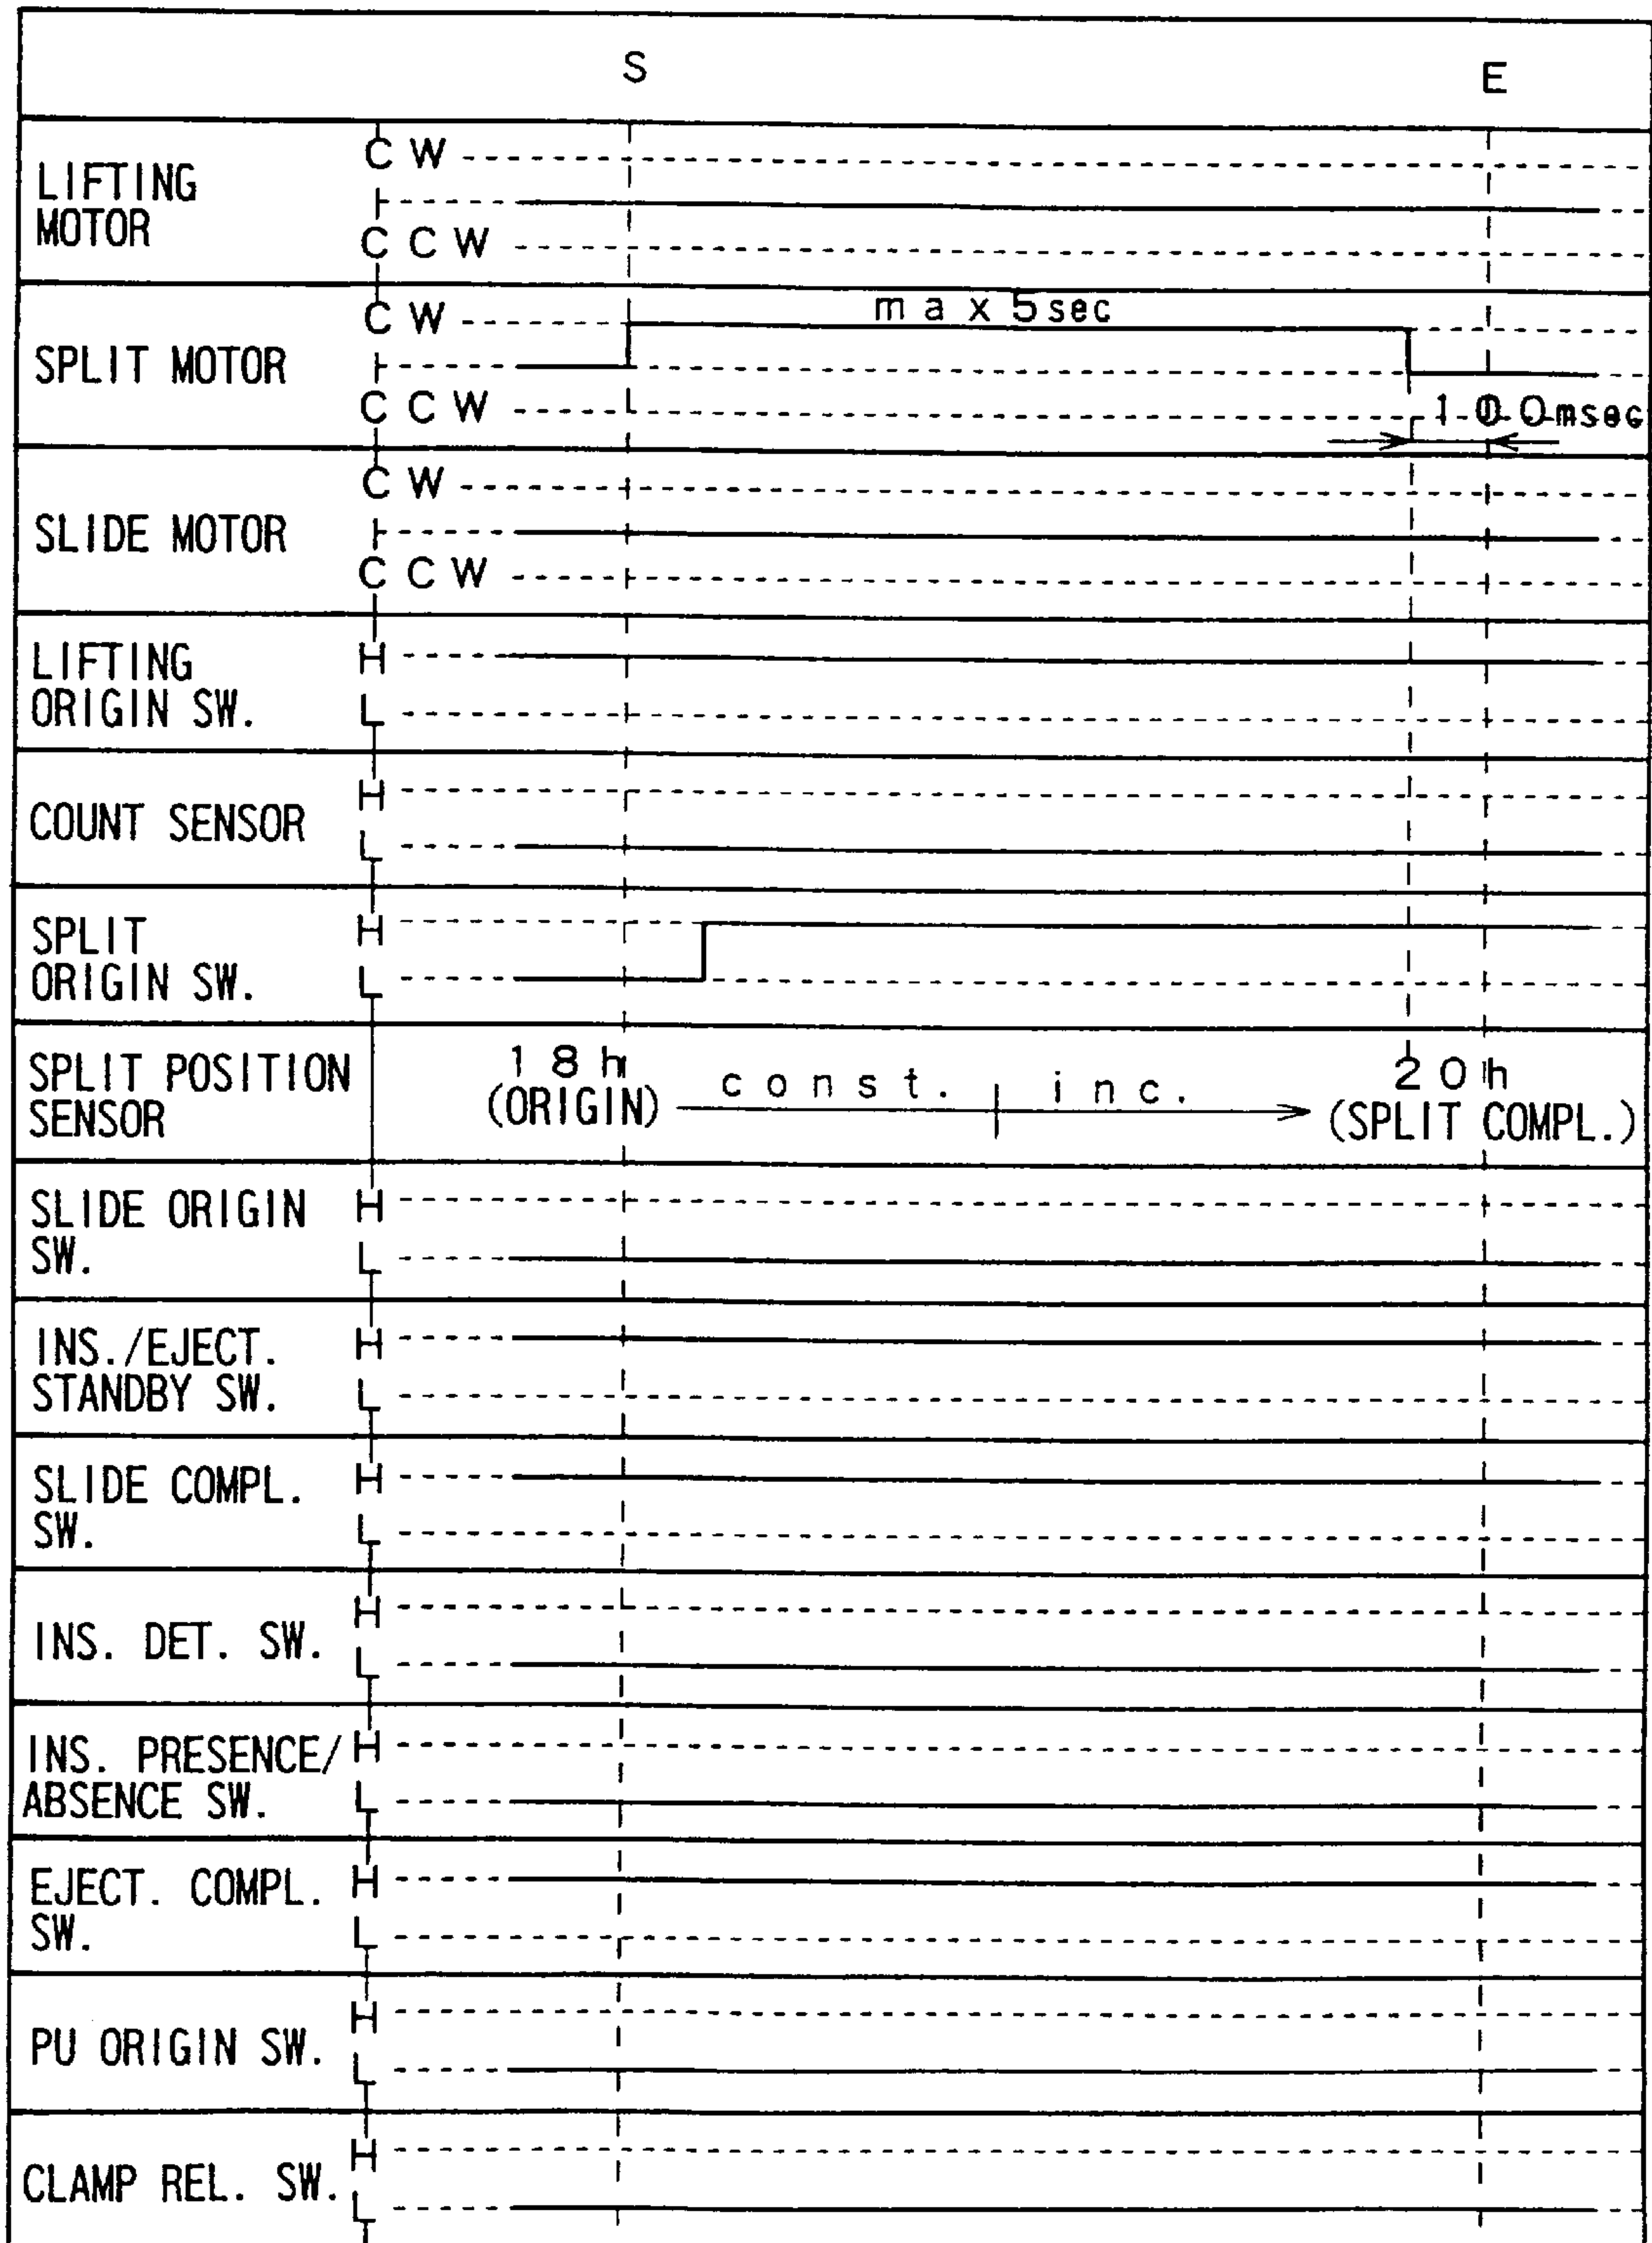 S E
LIFTING
MOTOR
CW
CCW
SPLIT MOTOR
CW
CCW
max 5sec
100msec
SLIDE MOTOR
CW
CCW
LIFTING
ORIGIN SW.
H
L
COUNT SENSOR
H
L
SPLIT
ORIGIN SW.
H
L
SPLIT POSITION
SENSOR
18h
(ORIGIN)
const.
inc.
20h
(SPLIT COMPL.)
SLIDE ORIGIN
SW.
H
L
INS./EJECT.
STANDBY SW.
H
L
SLIDE COMPL.
SW.
H
L
INS. DET. SW.
H
L
INS. PRESENCE/
ABSENCE SW.
H
L
EJECT. COMPL.
SW.
H
L
PU ORIGIN SW.
H
L
CLAMP REL. SW.
H
L